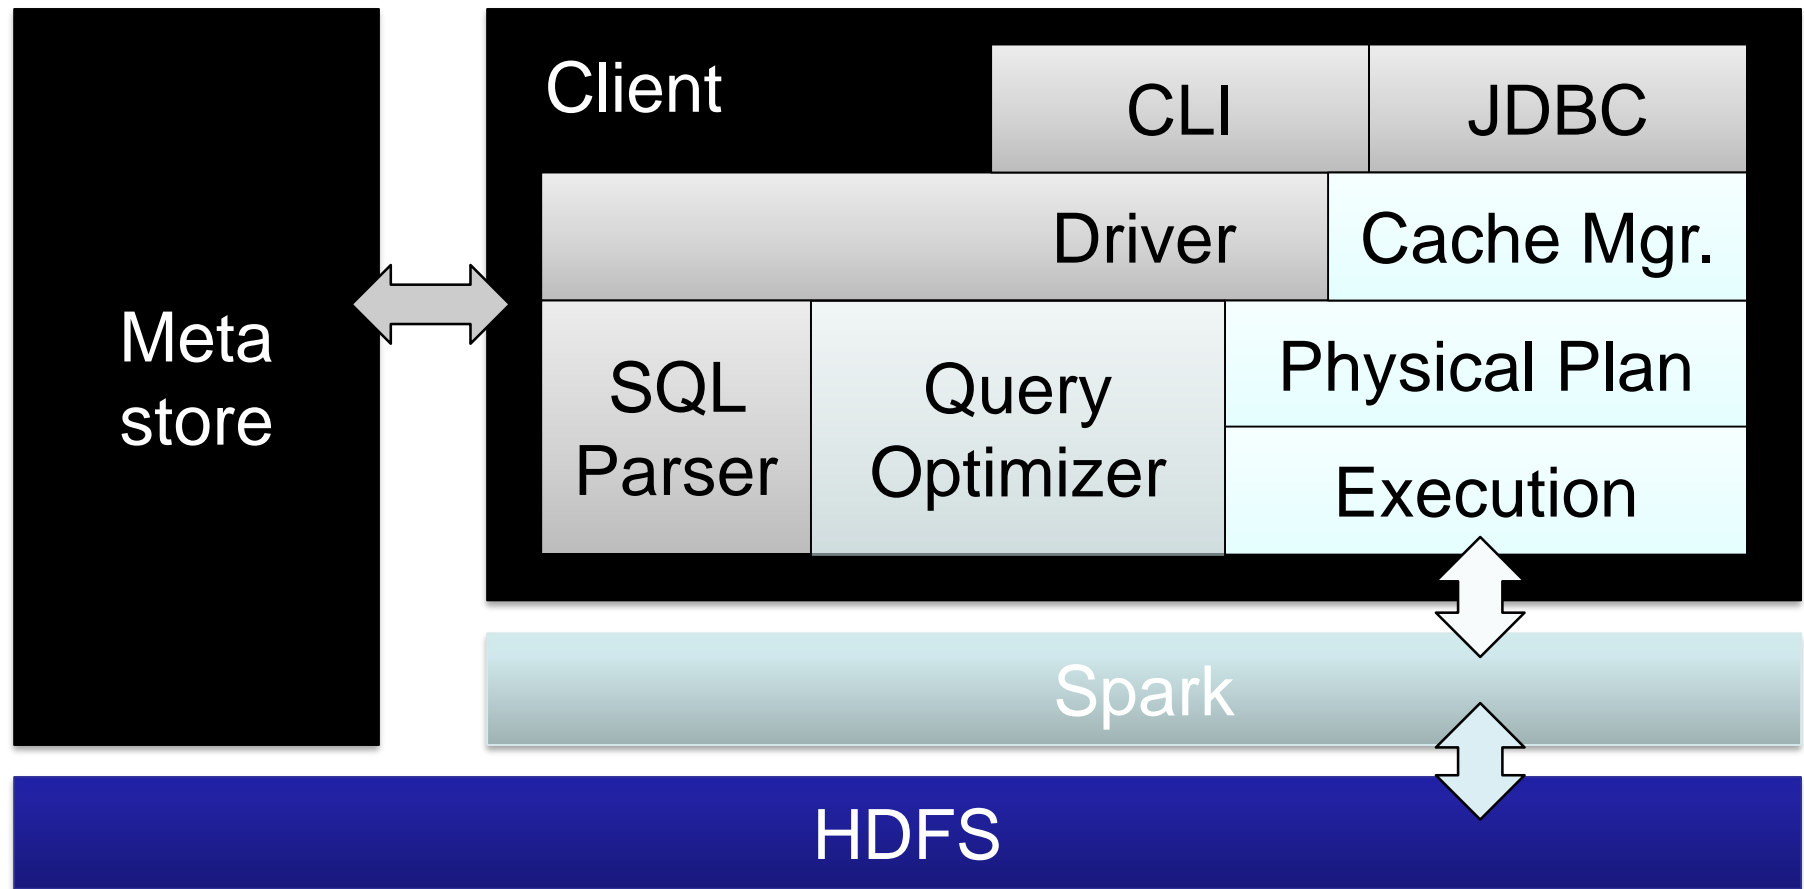 Client
CLI
JDBC
Driver
Cache Mgr.
Meta
store
SQL
Parser
Query
Optimizer
Physical Plan
Execution
Spark
HDFS